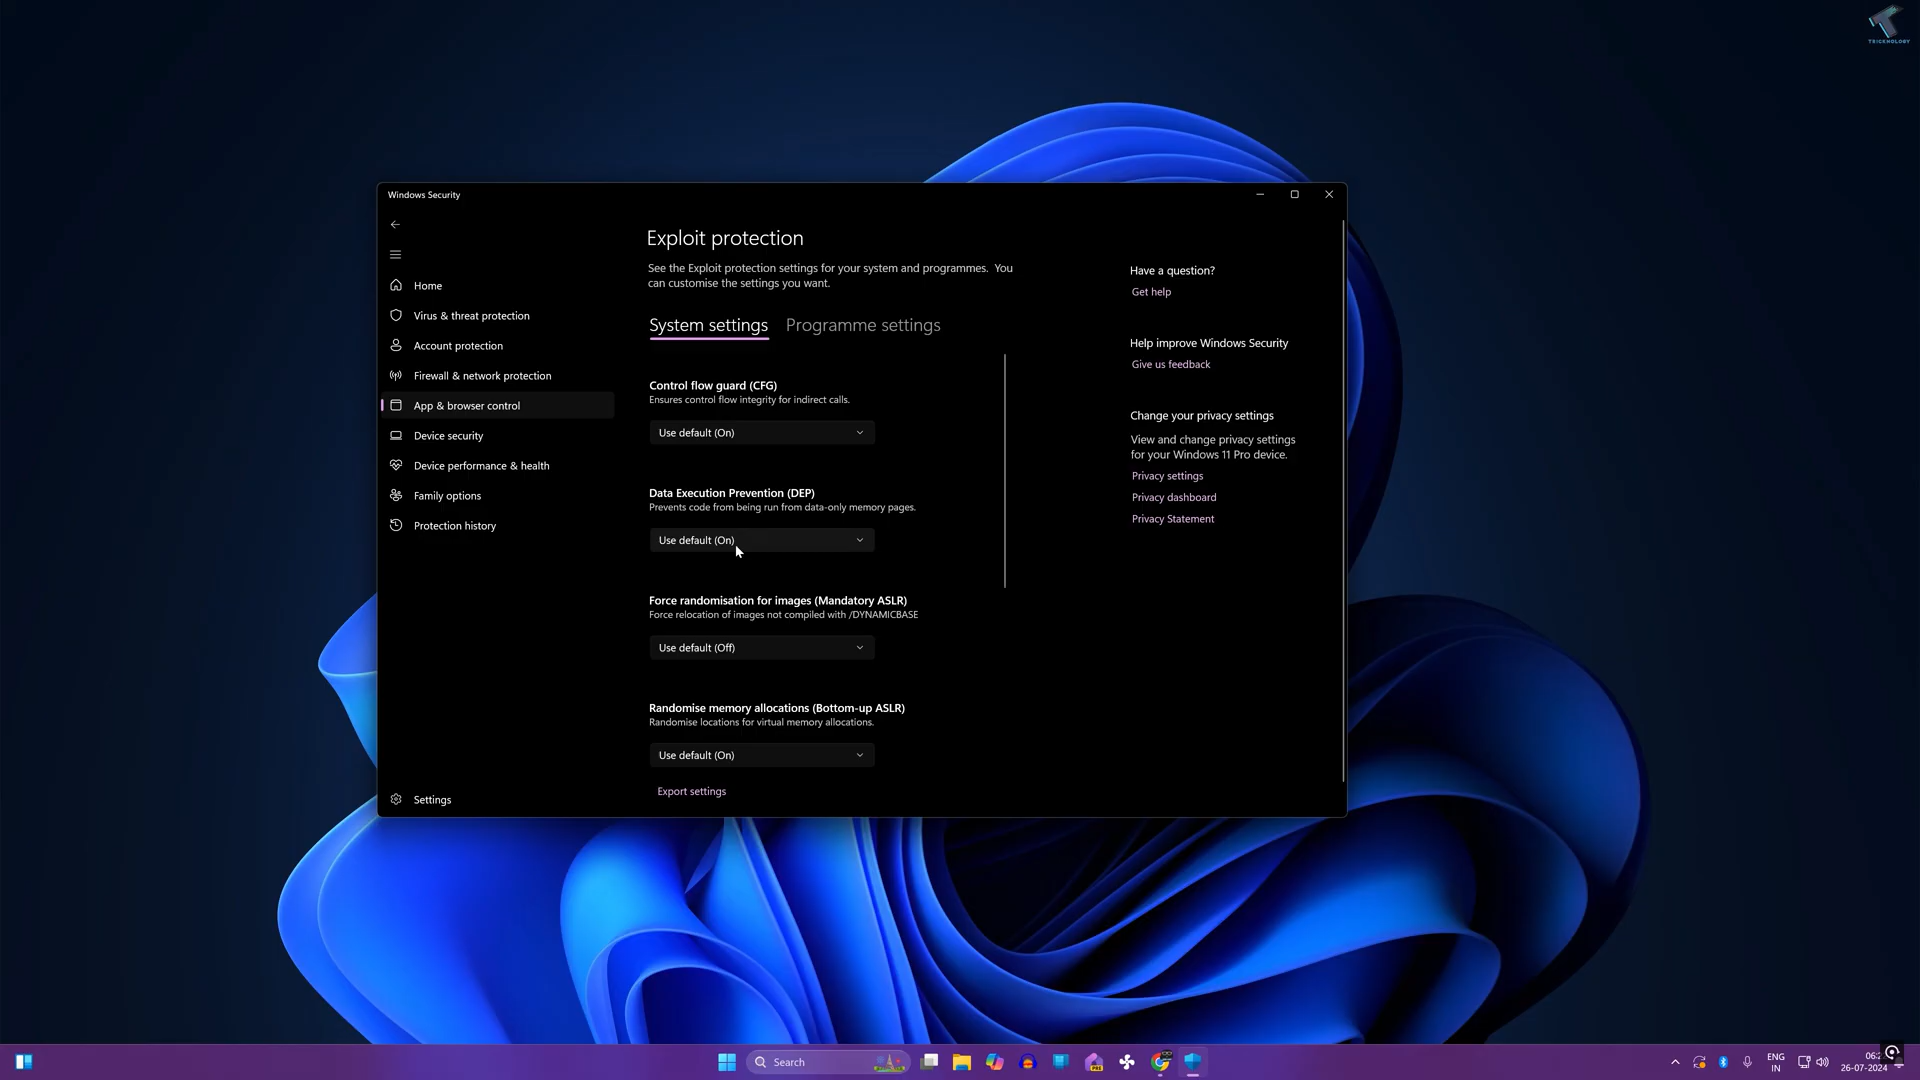 TRICKNOLOGY
Windows Security
Exploit protection
See the Exploit protection settings for your system and programmes. You
can customise the settings you want.
System settings
Programme settings
Home
Virus & threat protection
Account protection
Firewall & network protection
App & browser control
Device security
Device performance & health
Family options
Protection history
Settings
Control flow guard (CFG)
Ensures control flow integrity for indirect calls.
Use default (On)
Data Execution Prevention (DEP)
Prevents code from being run from data-only memory pages.
Use default (On)
Force randomisation for images (Mandatory ASLR)
Force relocation of images not compiled with /DYNAMICBASE
Use default (Off)
Randomise memory allocations (Bottom-up ASLR)
Randomise locations for virtual memory allocations.
Use default (On)
Export settings
Have a question?
Get help
Help improve Windows Security
Give us feedback
Change your privacy settings
View and change privacy settings
for your Windows 11 Pro device.
Privacy settings
Privacy dashboard
Privacy Statement
Search
ENG
IN
26-07-2024